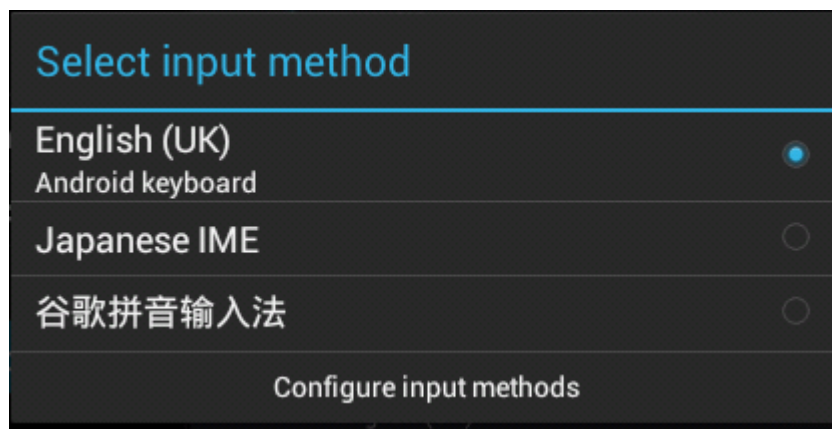 Select input method
English (UK)
Android keyboard
Japanese IME
谷歌拼音输入法
Configure input methods